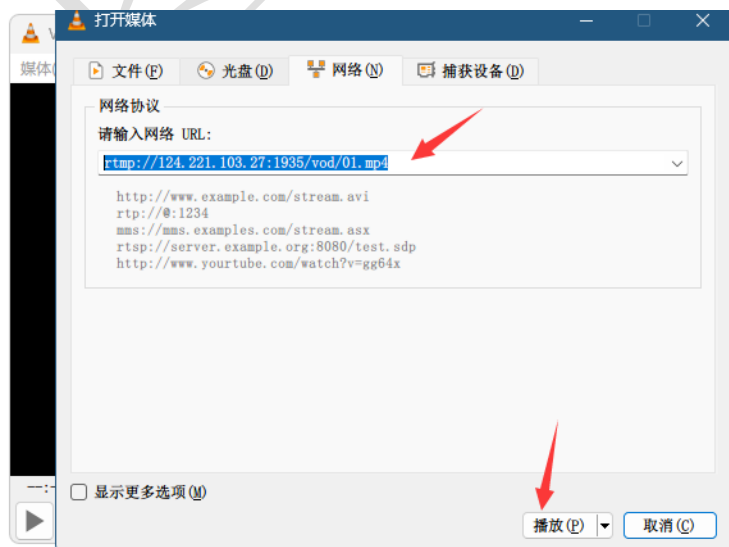 打开媒体
媒体(
文件(F)
光盘(D)
网络(N)
捕获设备(D)
网络协议
请输入网络 URL:
rtmp://124.221.103.27:1935/vod/01.mp4
http://www.example.com/stream.avi
rtp://@:1234
mms://mms.examples.com/stream.asx
rtsp://server.example.org:8080/test.sdp
http://www.yourtube.com/watch?v=gg64x
--:-
显示更多选项(M)
播放(P)
取消(C)